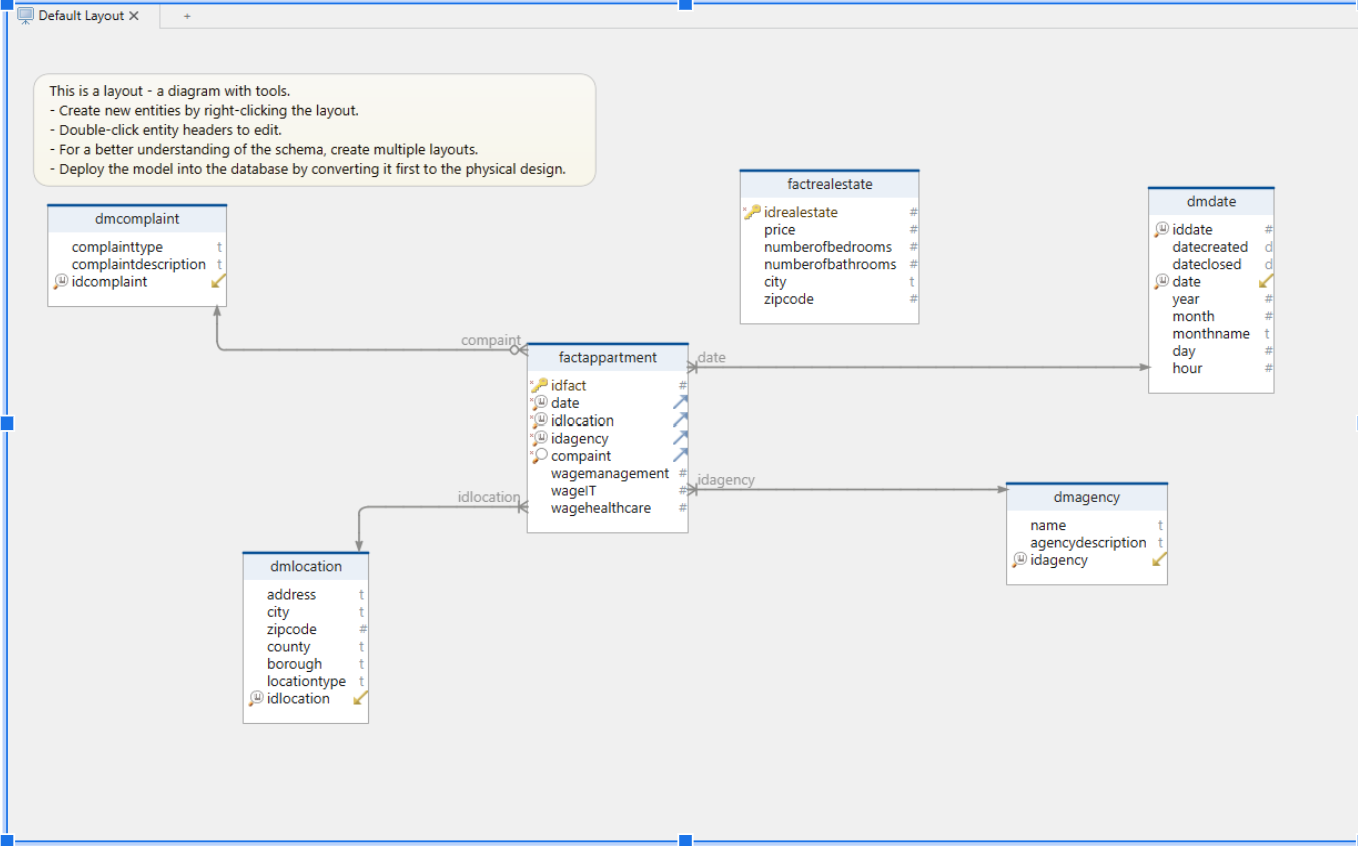 Default Layout
+
This is a layout - a diagram with tools.
- Create new entities by right-clicking the layout.
- Double-click entity headers to edit.
- For a better understanding of the schema, create multiple layouts.
- Deploy the model into the database by converting it first to the physical design.
dmcomplaint
complainttype t
complaintdescription t
idcomplaint
factrealestate
idrealestate #
price #
numberofbedrooms #
numberofbathrooms #
city t
zipcode #
dmdate
iddate #
datecreated d
dateclosed d
date
year #
month #
monthname t
day #
hour #
compaint
date
factappartment
idfact #
date
idlocation
idagency
compaint
wagemanagement #
wageIT #
wagehealthcare #
idagency
idlocation
dmagency
name t
agencydescription t
idagency
dmlocation
address t
city t
zipcode #
county t
borough t
locationtype t
idlocation